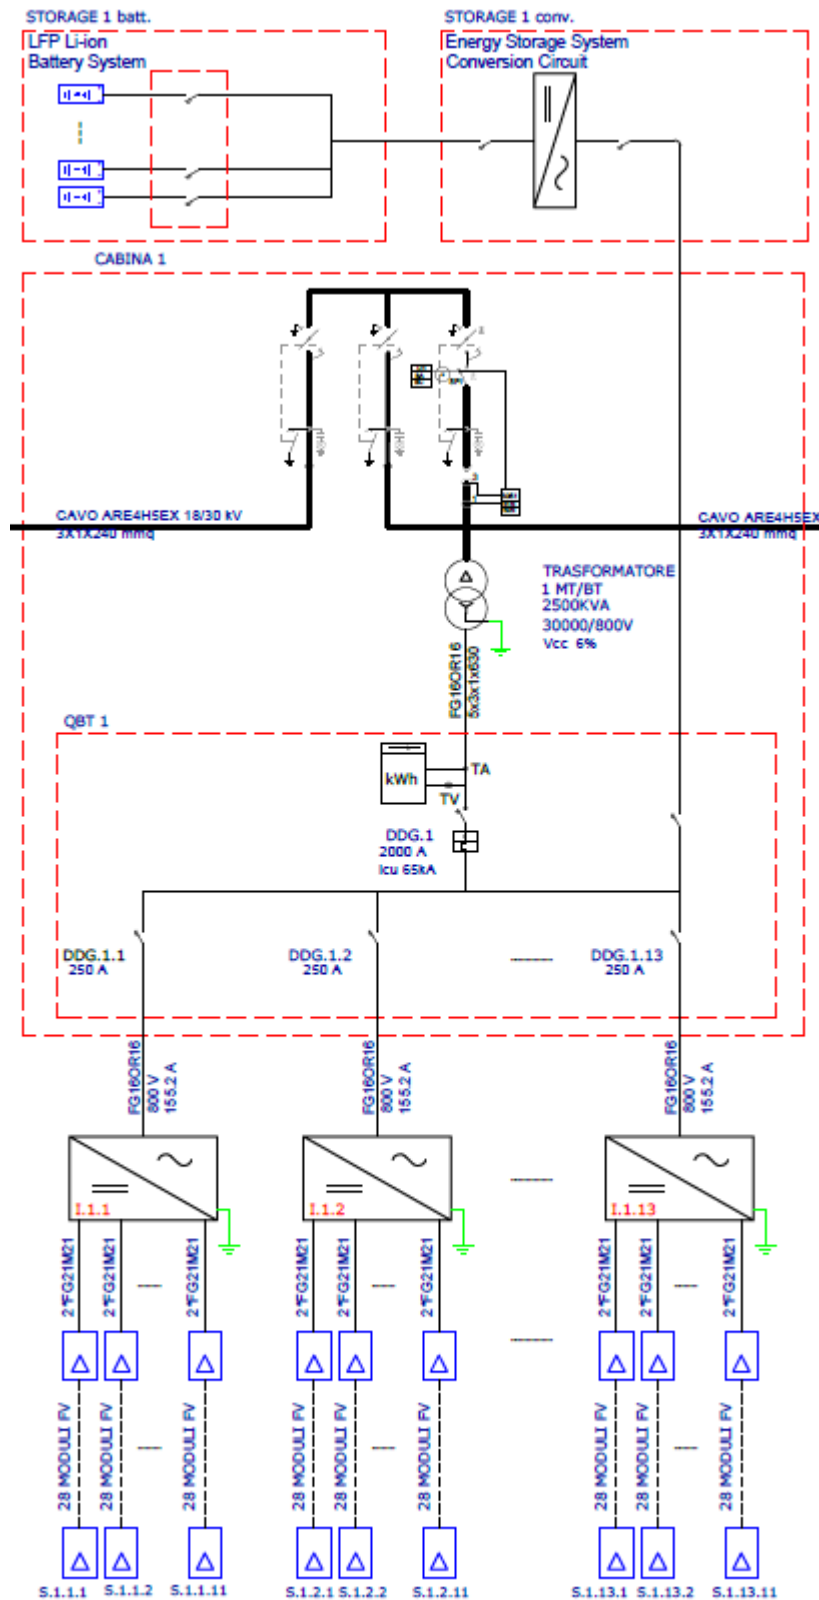 STORAGE 1 batt.
STORAGE 1 conv.
LFP Li-ion
Battery System
Energy Storage System
Conversion Circuit
CABINA 1
CAVO ARE4H5EX 18/30 kV
3X1X240 mmq
CAVO ARE4H5EX
3X1X240 mmq
TRASFORMATORE
1 MT/BT
2500KVA
30000/800V
Vcc 6%
FG16OR16
5x3x1x630
QBT 1
kWh
TA
TV
DDG.1
2000 A
Icu 65kA
DDG.1.1
250 A
DDG.1.2
250 A
DDG.1.13
250 A
FG16OR16
800 V
155.2 A
FG16OR16
800 V
155.2 A
FG16OR16
800 V
155.2 A
I.1.1
I.1.2
I.1.13
2*FG21M21
2*FG21M21
2*FG21M21
2*FG21M21
2*FG21M21
2*FG21M21
2*FG21M21
2*FG21M21
2*FG21M21
28 MODULI FV
28 MODULI FV
28 MODULI FV
28 MODULI FV
28 MODULI FV
28 MODULI FV
28 MODULI FV
28 MODULI FV
28 MODULI FV
S.1.1.1
S.1.1.2
S.1.1.11
S.1.2.1
S.1.2.2
S.1.2.11
S.1.13.1
S.1.13.2
S.1.13.11